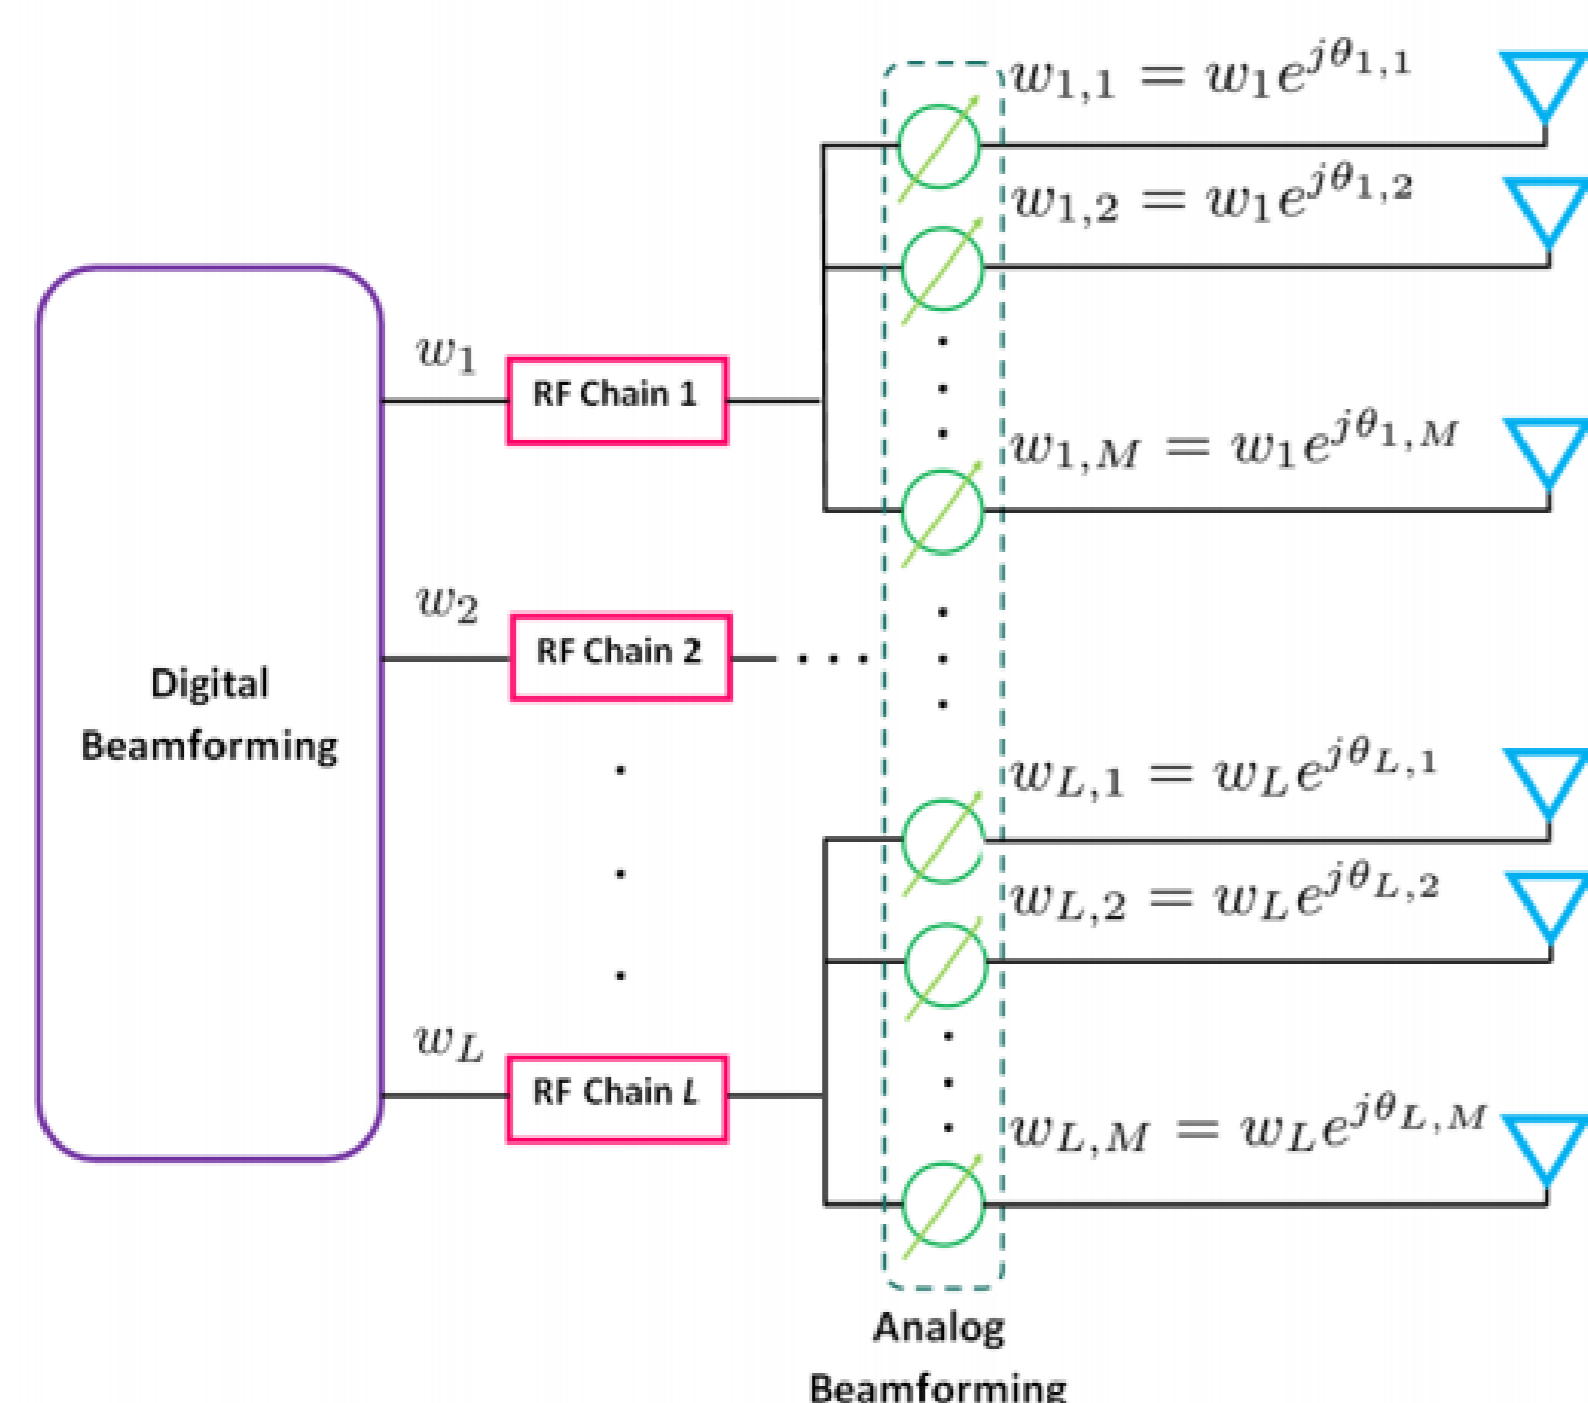 w_{1,1} = w_1 e^{jθ_{1,1}}
w_{1,2} = w_1 e^{jθ_{1,2}}
w_1
RF Chain 1
w_{1,M} = w_1 e^{jθ_{1,M}}
w_2
RF Chain 2
Digital
Beamforming
w_{L,1} = w_L e^{jθ_{L,1}}
w_{L,2} = w_L e^{jθ_{L,2}}
w_L
RF Chain L
w_{L,M} = w_L e^{jθ_{L,M}}
Analog
Beamforming